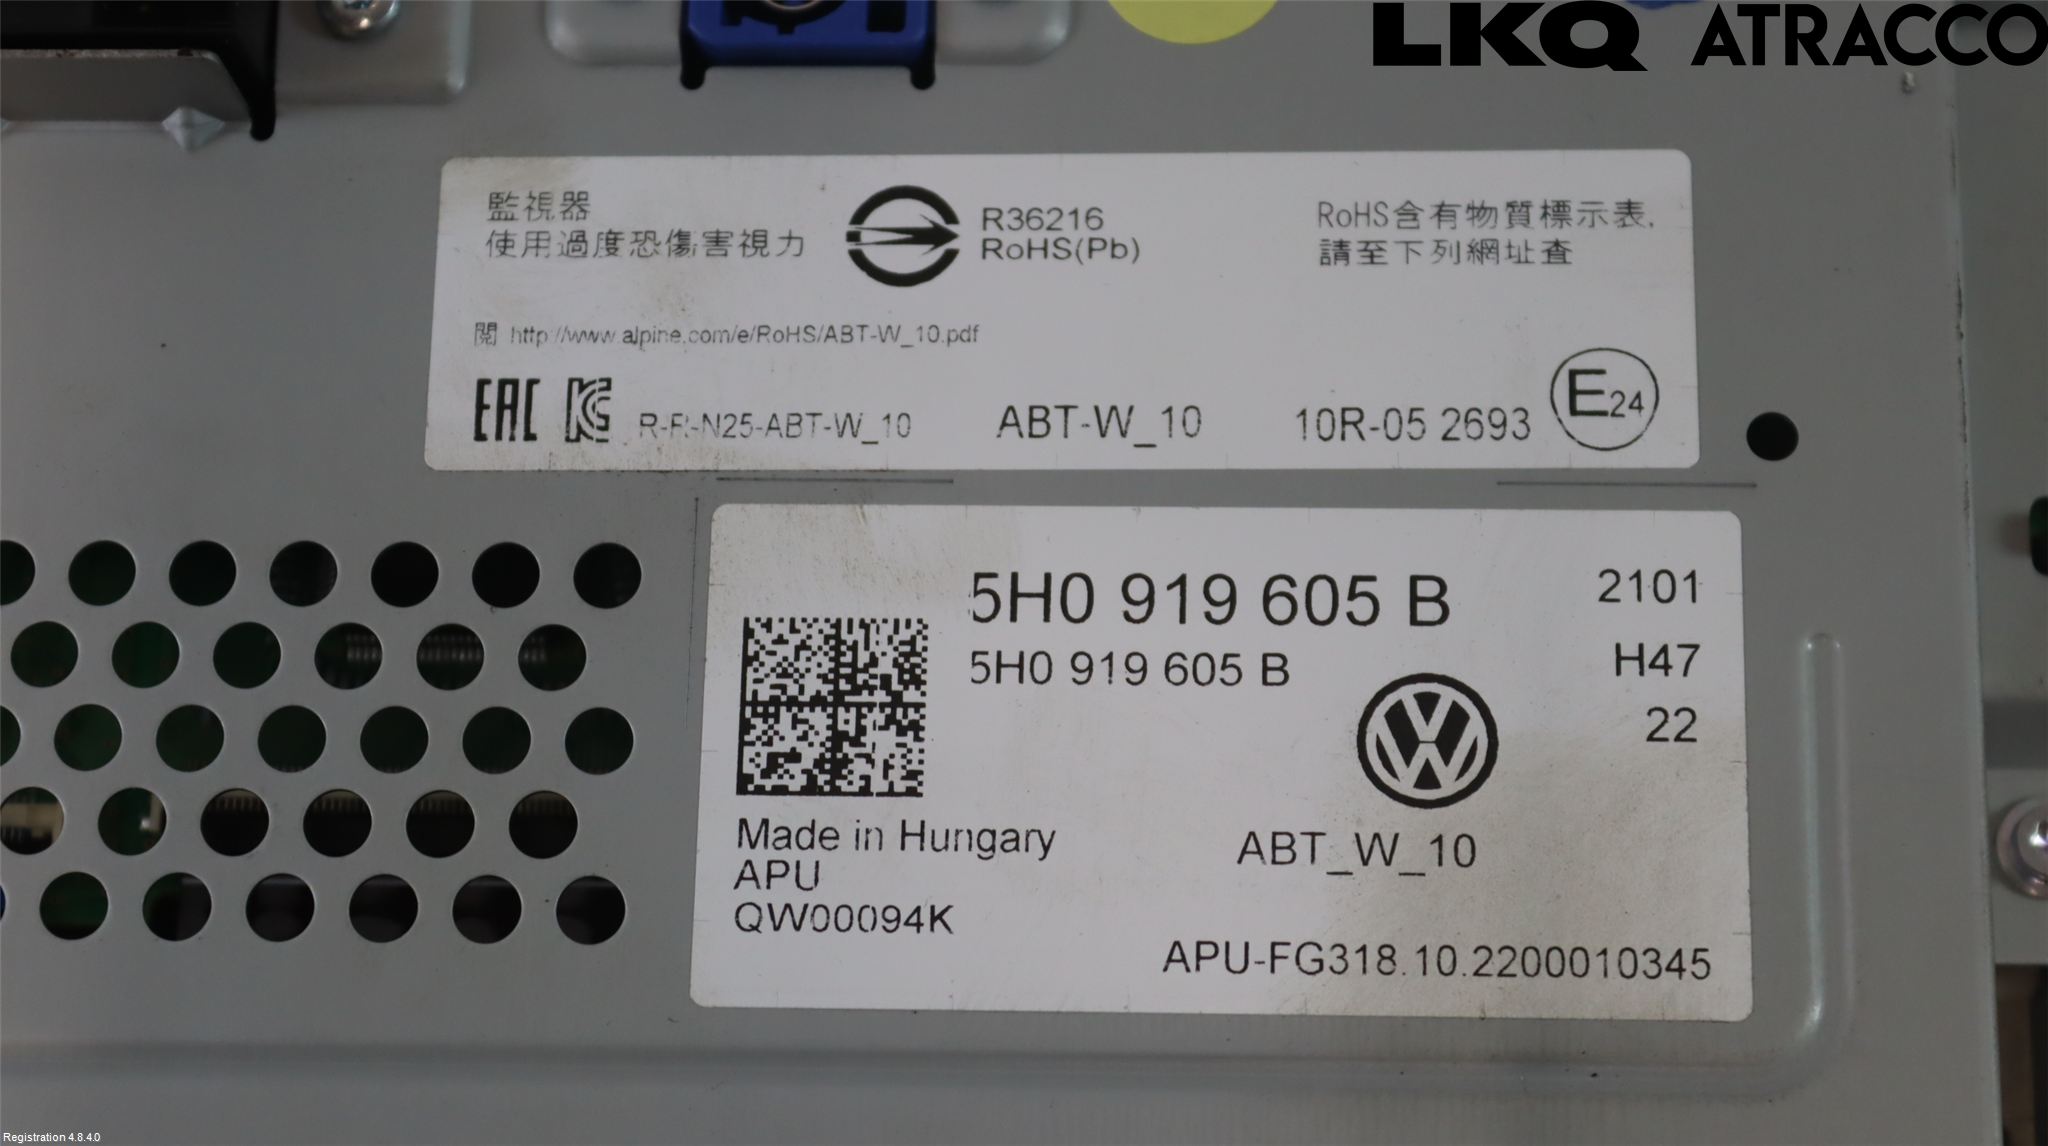 LKQ ATRACCO
監視器
使用過度恐傷害視力
R36216
RoHS(Pb)
RoHS含有物質標示表,
請至下列網址查
閱 http://www.alpine.com/e/RoHS/ABT-W_10.pdf
EAC R-R-N25-ABT-W_10 ABT-W_10 10R-05 2693 E24
5H0 919 605 B 2101
5H0 919 605 B H47
22
Made in Hungary ABT_W_10
APU
QW00094K
APU-FG318.10.2200010345
Registration 4.8.4.0